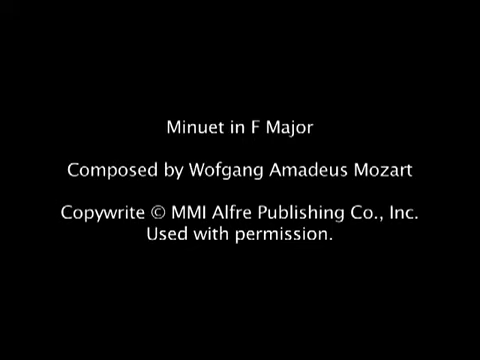 Minuet in F Major
Composed by Wofgang Amadeus Mozart
Copywrite © MMI Alfre Publishing Co., Inc.
Used with permission.